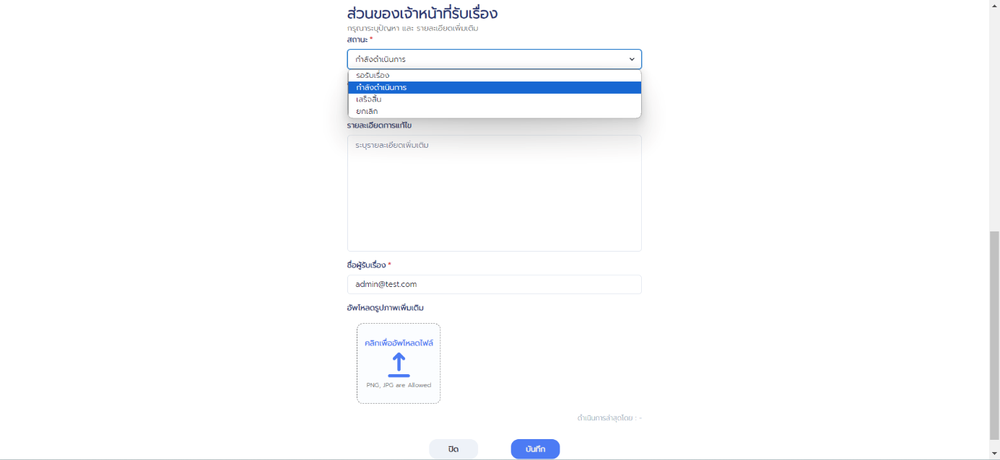 ส่วนของเจ้าหน้าที่รับเรื่อง
กรุณาระบุปัญหา และ รายละเอียดเพิ่มเติม
สถานะ *
กำลังดำเนินการ
รอรับเรื่อง
กำลังดำเนินการ
เสร็จสิ้น
ยกเลิก
รายละเอียดการแก้ไข
ระบุรายละเอียดเพิ่มเติม
ชื่อผู้รับเรื่อง *
admin@test.com
อัพโหลดรูปภาพเพิ่มเติม
คลิกเพื่ออัพโหลดไฟล์
PNG, JPG are Allowed
ดำเนินการล่าสุดโดย : -
ปิด
บันทึก